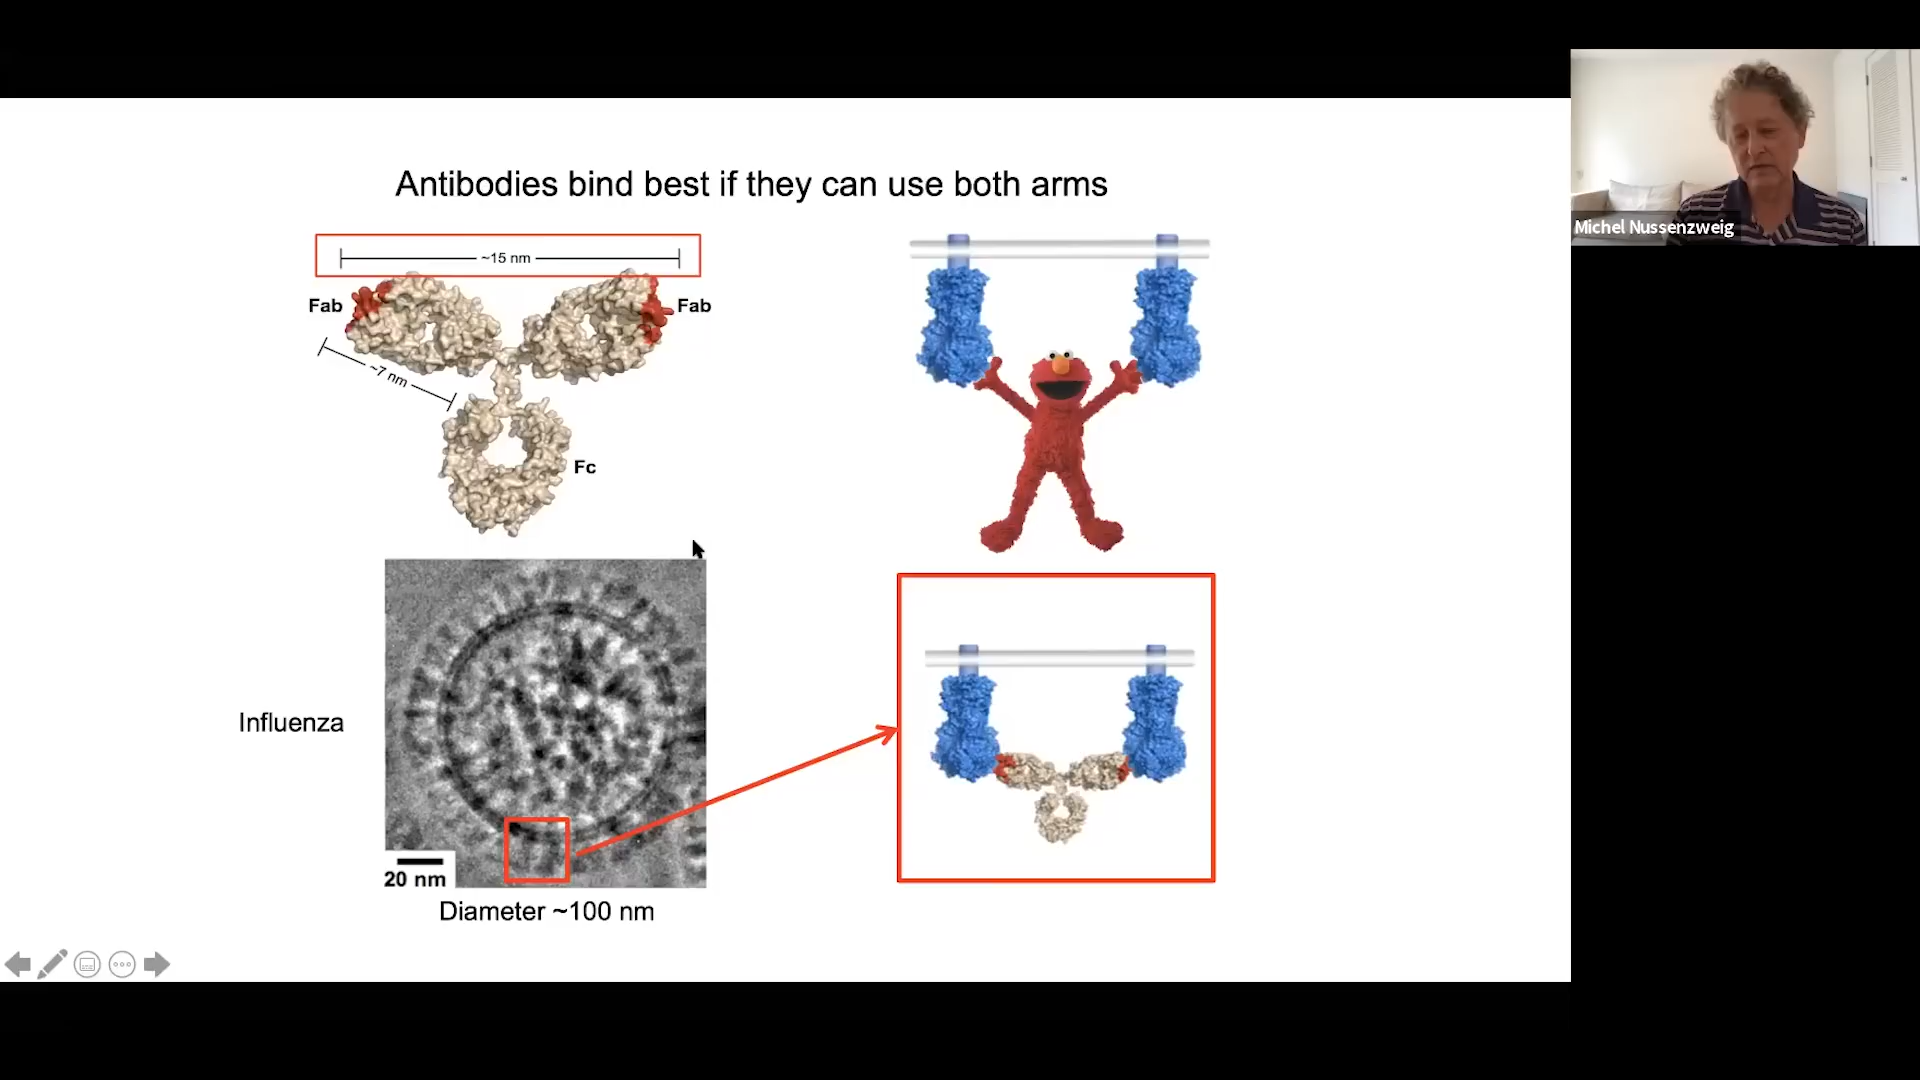 Antibodies bind best if they can use both arms
~15 nm
Fab
Fab
~7 nm
Fc
Influenza
20 nm
Diameter ~100 nm
Michel Nussenzweig